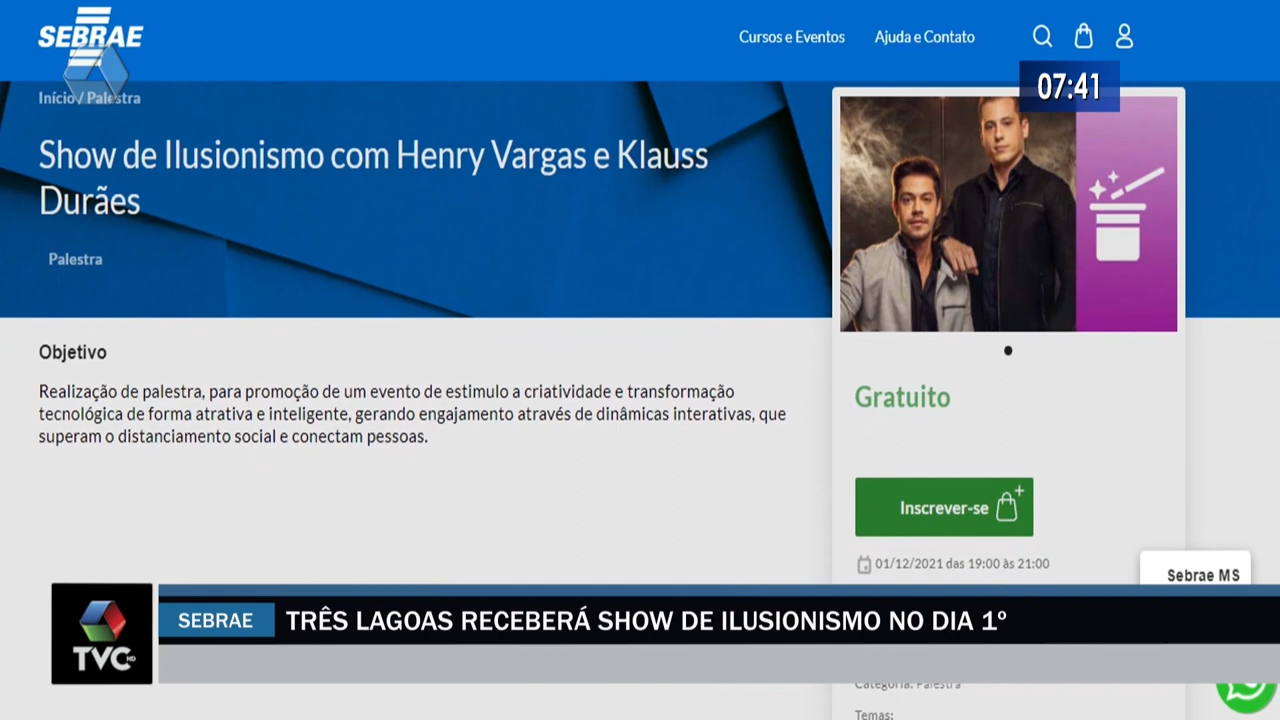 SEBRAE
Cursos e Eventos
Ajuda e Contato
07:41
Início / Palestra
Show de Ilusionismo com Henry Vargas e Klauss
Durães
Palestra
Objetivo
Realização de palestra, para promoção de um evento de estimulo a criatividade e transformação
tecnológica de forma atrativa e inteligente, gerando engajamento através de dinâmicas interativas, que
superam o distanciamento social e conectam pessoas.
Gratuito
Inscrever-se
01/12/2021 das 19:00 às 21:00
Sebrae MS
SEBRAE
TRÊS LAGOAS RECEBERÁ SHOW DE ILUSIONISMO NO DIA 1º
TVC HD
Categoria: Palestra
Temas: